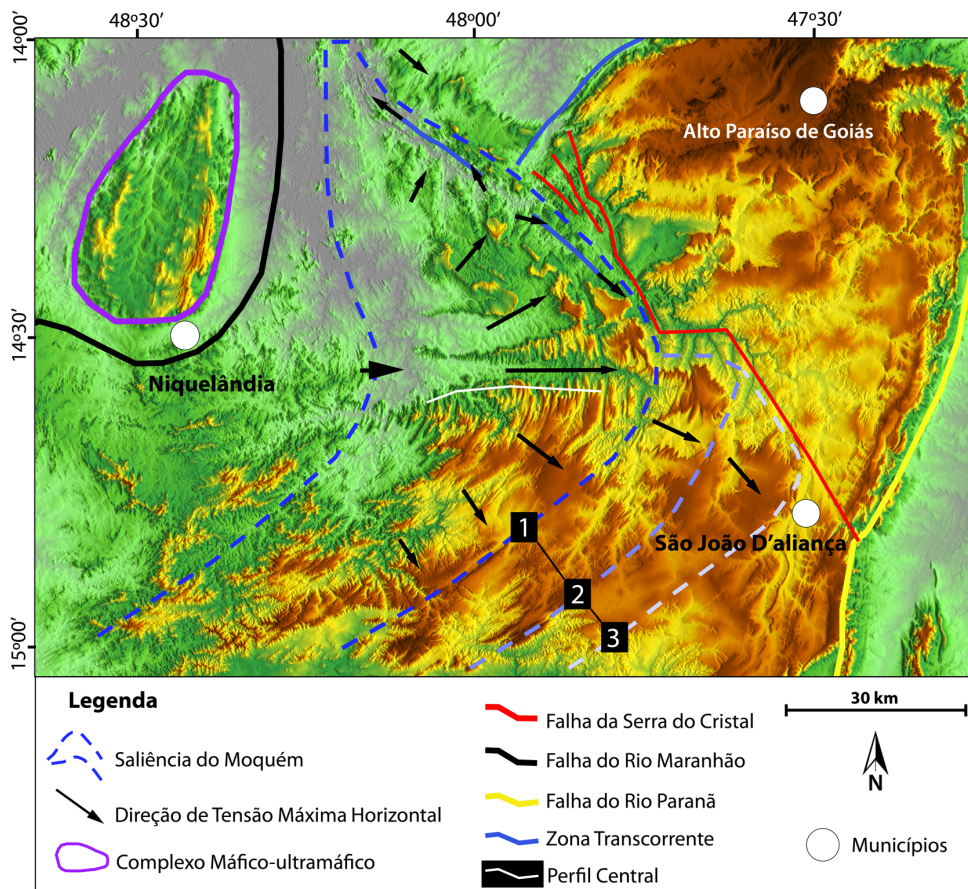 48°30' 48°00' 47°30'
14°00'
Alto Paraíso de Goiás
14°30'
Niquelândia
1
São João D'aliança
2
3
15°00'
Legenda
30 km
Saliência do Moquém
Direção de Tensão Máxima Horizontal
Complexo Máfico-ultramáfico
Falha da Serra do Cristal
Falha do Rio Maranhão
Falha do Rio Paranã
Zona Transcorrente
Perfil Central
N
Municípios